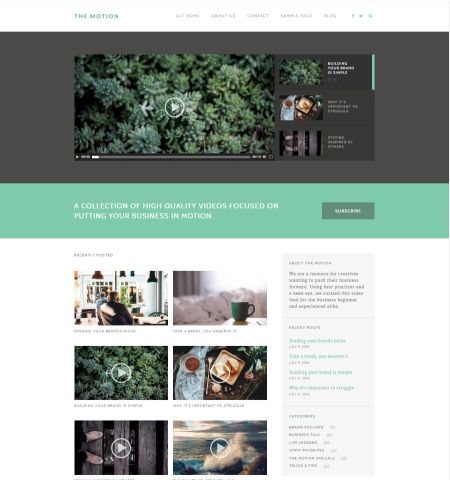 THE.MOTION
ALT HOME ABOUT US CONTACT SAMPLE PAGE BLOG
BUILDING
YOUR BRAND
IS SIMPLE
WHY IT'S
IMPORTANT TO
STRUGGLE
STAYING
INSPIRED BY
OTHERS
A COLLECTION OF HIGH-QUALITY VIDEOS FOCUSED ON
PUTTING YOUR BUSINESS IN MOTION.
SUBSCRIBE
RECENTLY POSTED
FINDING YOUR BRANDS NICHE
TAKE A BREAK, YOU DESERVE IT
BUILDING YOUR BRAND IS SIMPLE
WHY IT'S IMPORTANT TO STRUGGLE
ABOUT THE MOTION
We are a resource for creatives
wanting to push their business
forward. Using best practices and
a keen eye, we curated this video
feed for the business beginner
and experienced alike.
RECENT POSTS
Finding your brands niche
Take a break, you deserve it
Building your brand is simple
Why it's important to struggle
CATEGORIES
BRAND FOCUSED
BUSINESS TALK
LIFE LESSONS
STAFF FAVORITES
THE MOTION SPECIALS
TRICKS & TIPS